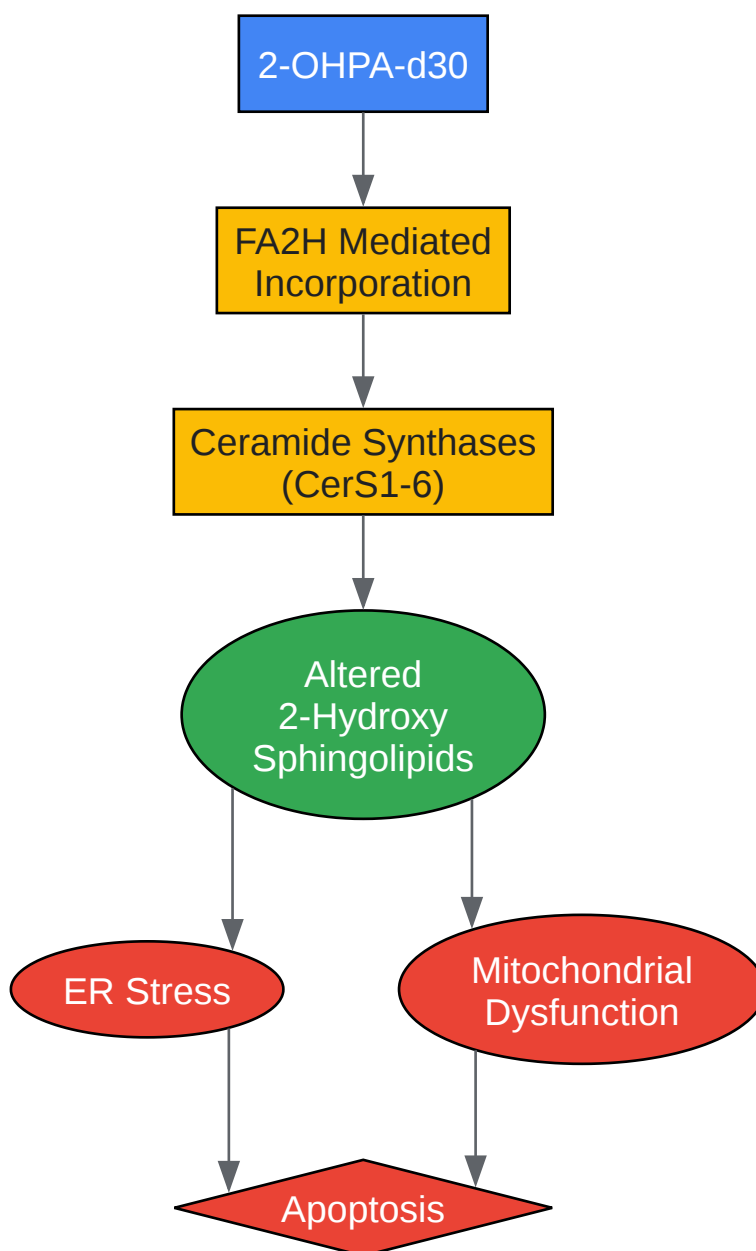 2-OHPA-d30
FA2H Mediated
Incorporation
Ceramide Synthases
(CerS1-6)
Altered
2-Hydroxy
Sphingolipids
ER Stress
Mitochondrial
Dysfunction
Apoptosis